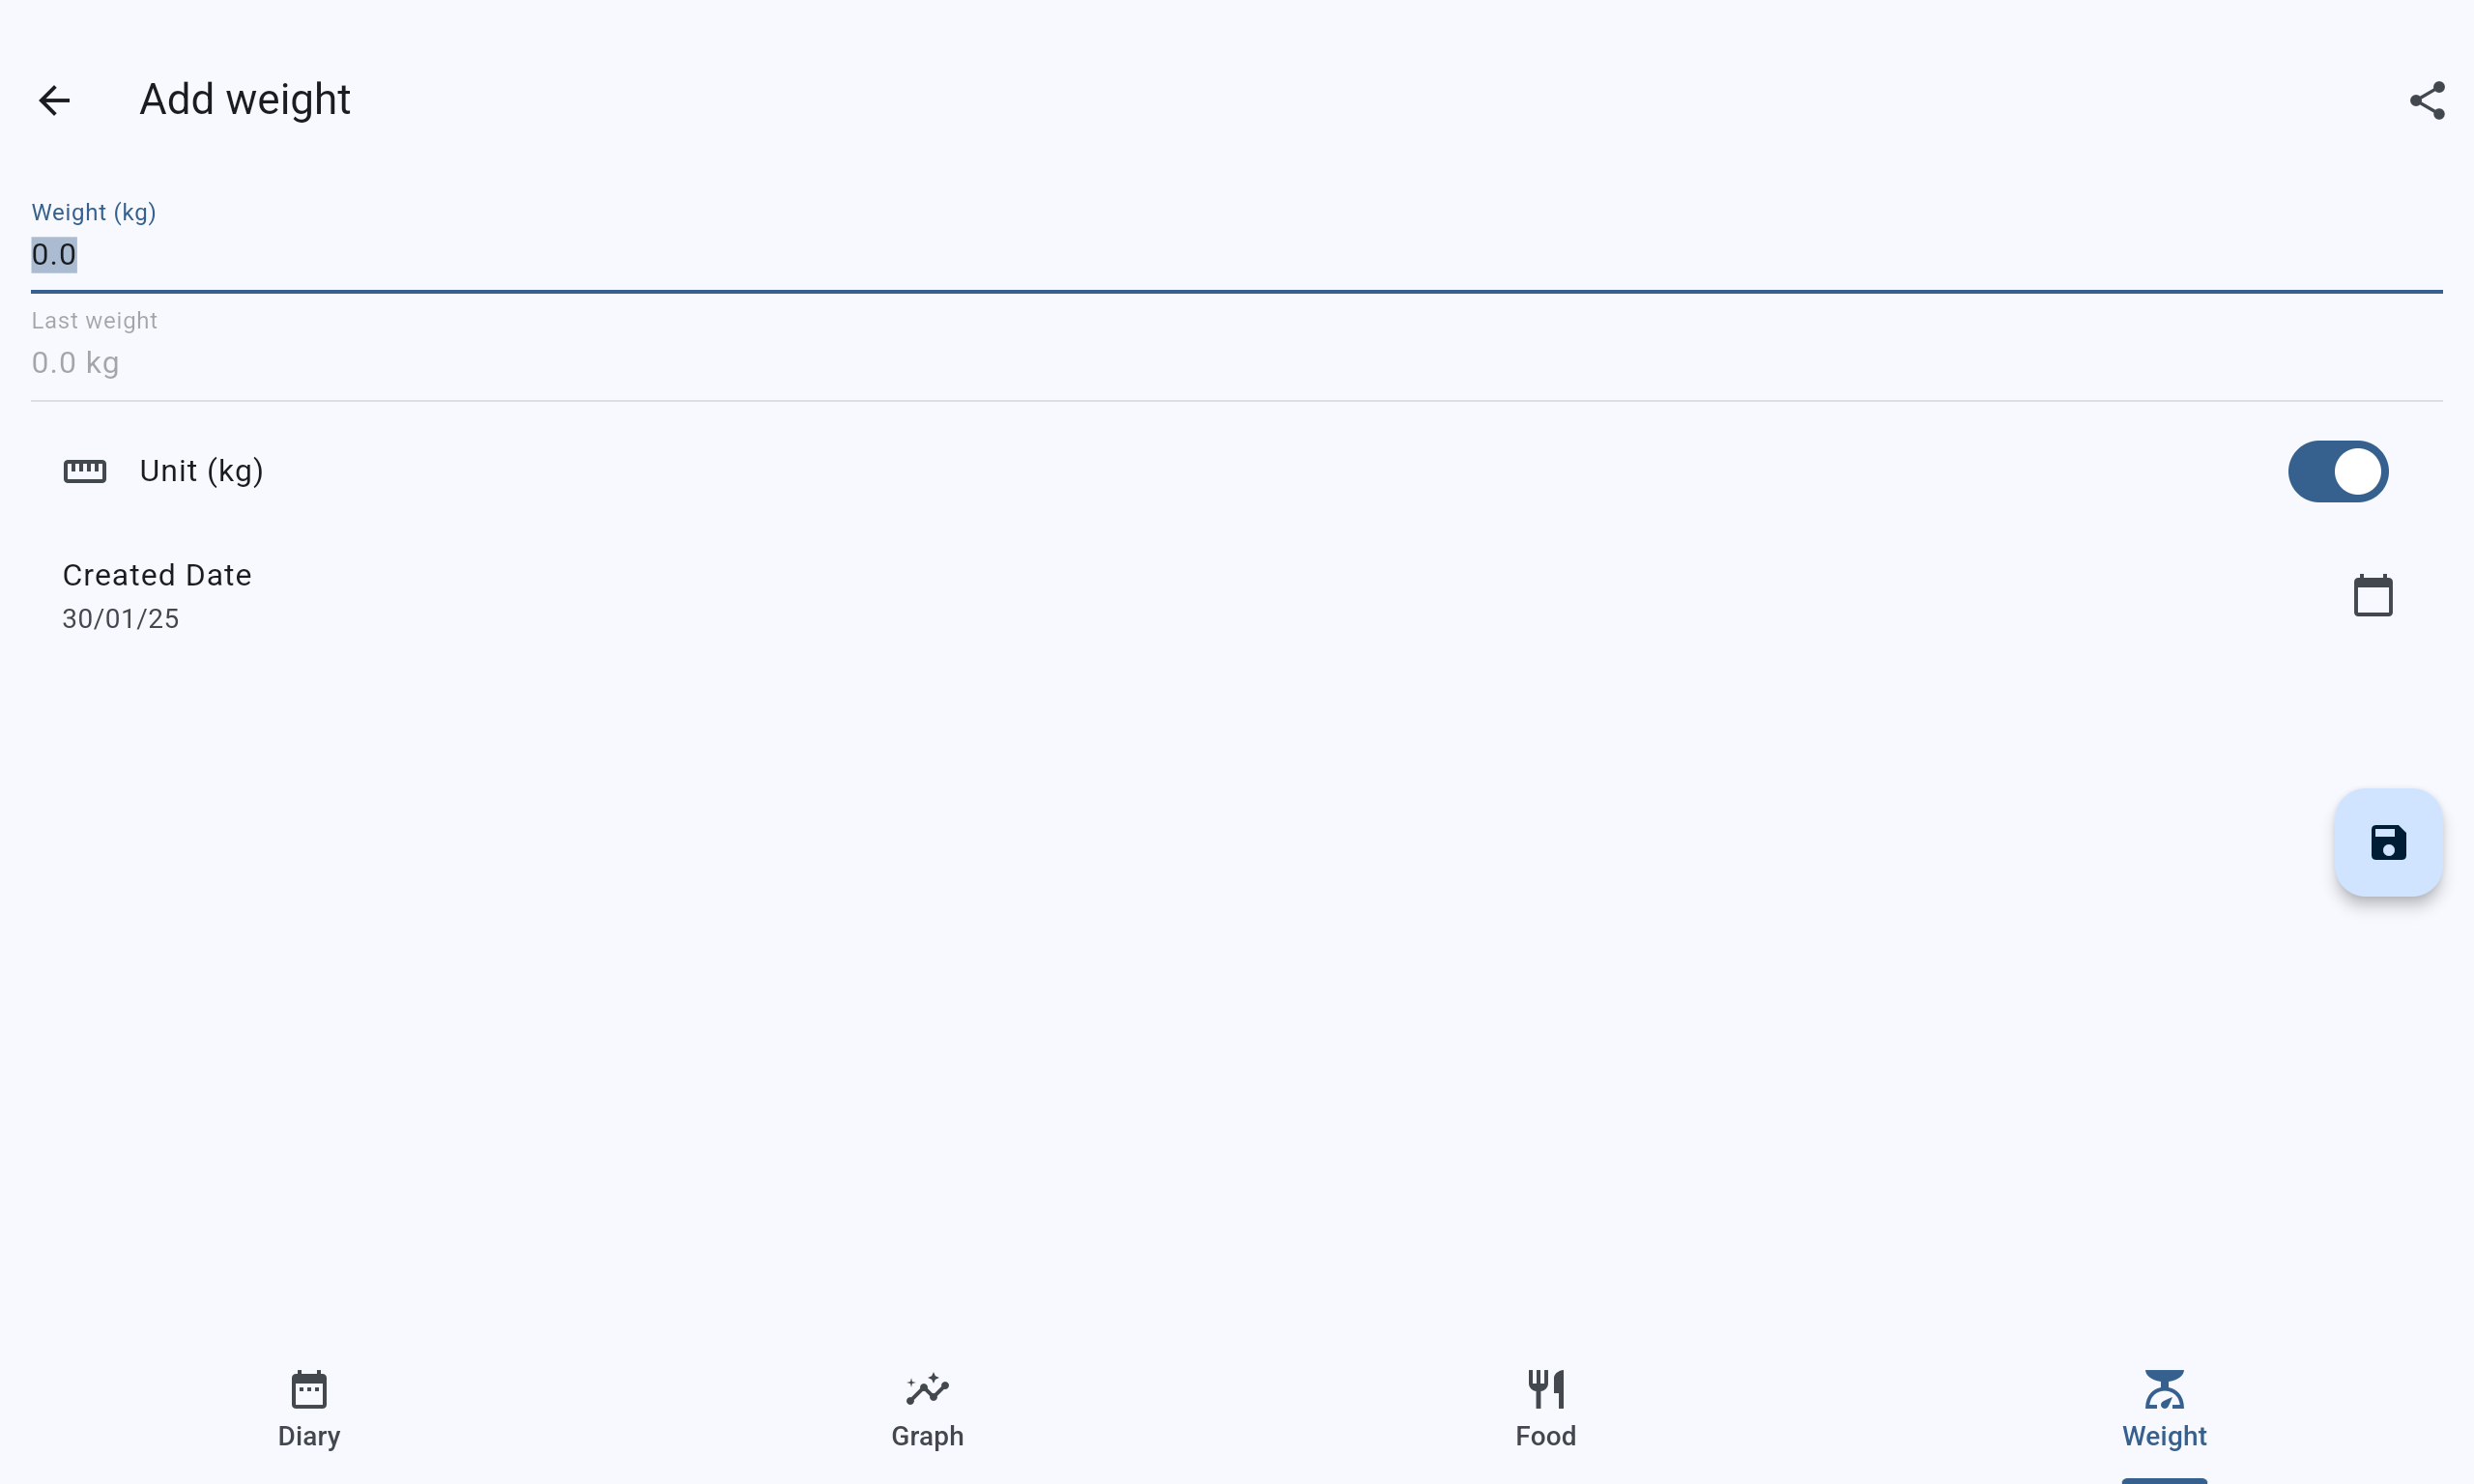 Add weight
Weight (kg)
0.0
Last weight
0.0 kg
Unit (kg)
Created Date
30/01/25
Diary
Graph
Food
Weight